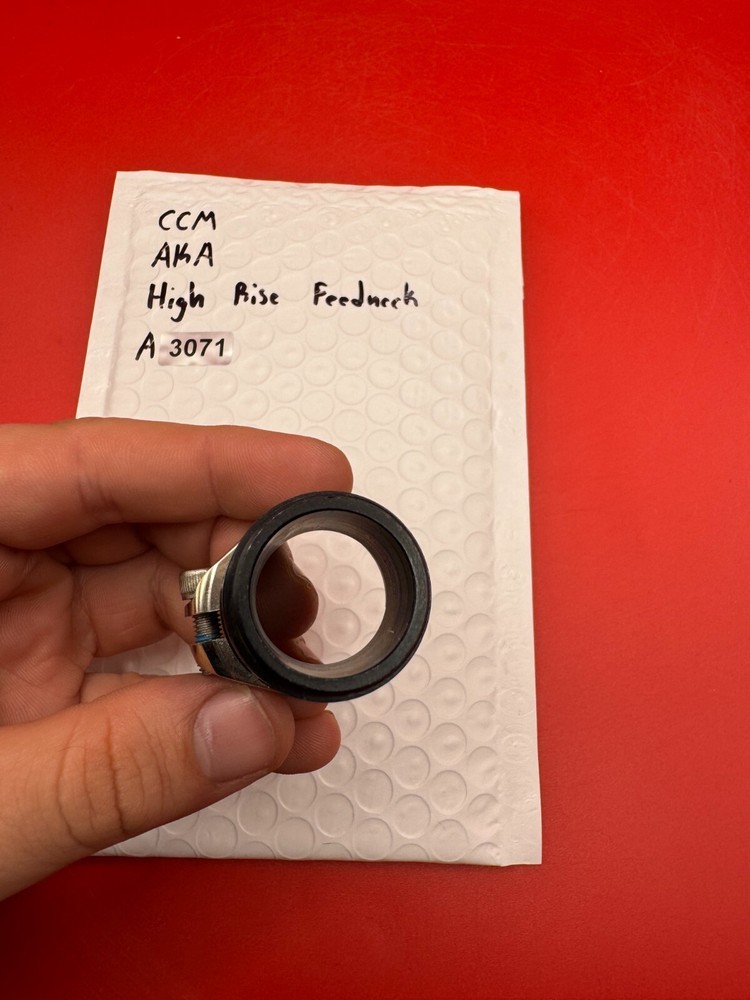 CCM
AKA
High Rise Feedneck
A 3071